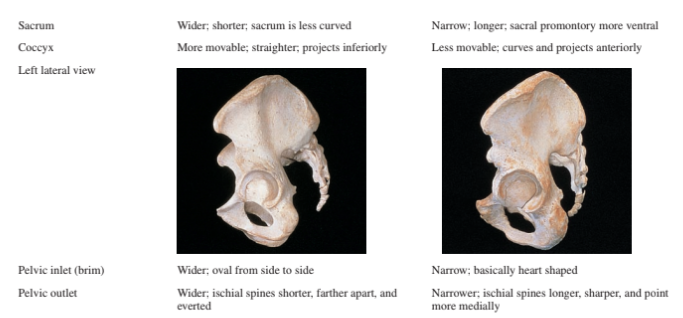 Sacrum Wider; shorter; sacrum is less curved Narrow; longer; sacral promontory more ventral
Coccyx More movable; straighter; projects inferiorly Less movable; curves and projects anteriorly
Left lateral view
Pelvic inlet (brim) Wider; oval from side to side Narrow; basically heart shaped
Pelvic outlet Wider; ischial spines shorter, farther apart, and Narrower; ischial spines longer, sharper, and point
everted more medially